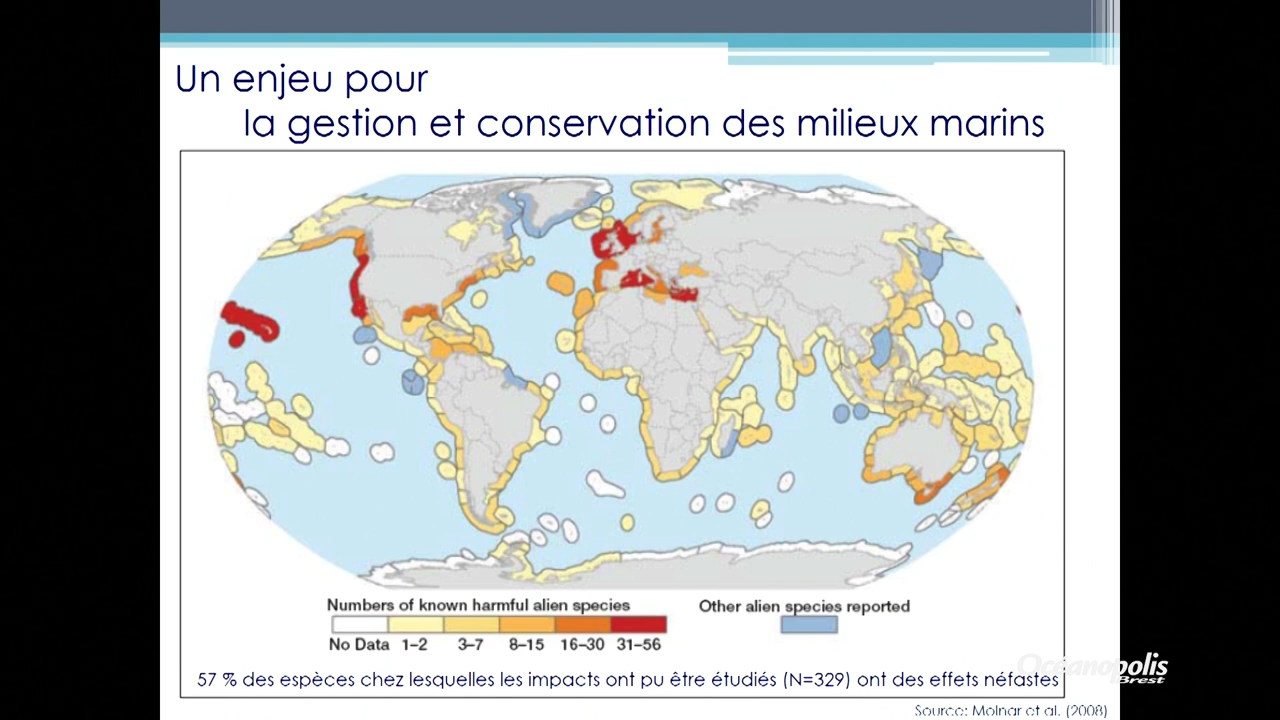 Un enjeu pour
la gestion et conservation des milieux marins
Numbers of known harmful alien species
Other alien species reported
No Data 1–2 3–7 8–15 16–30 31–56
57 % des espèces chez lesquelles les impacts ont pu être étudiés (N=329) ont des effets néfastes
Océanopolis
Brest
Source: Molnar et al. (2008)